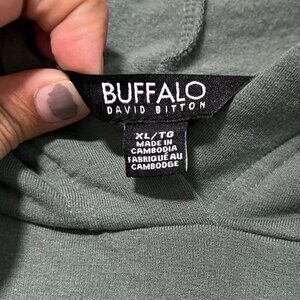 BUFFALO
DAVID BITTON
XL/TG
MADE IN
CAMBODIA
FABRIQUÉ AU
CAMBODGE